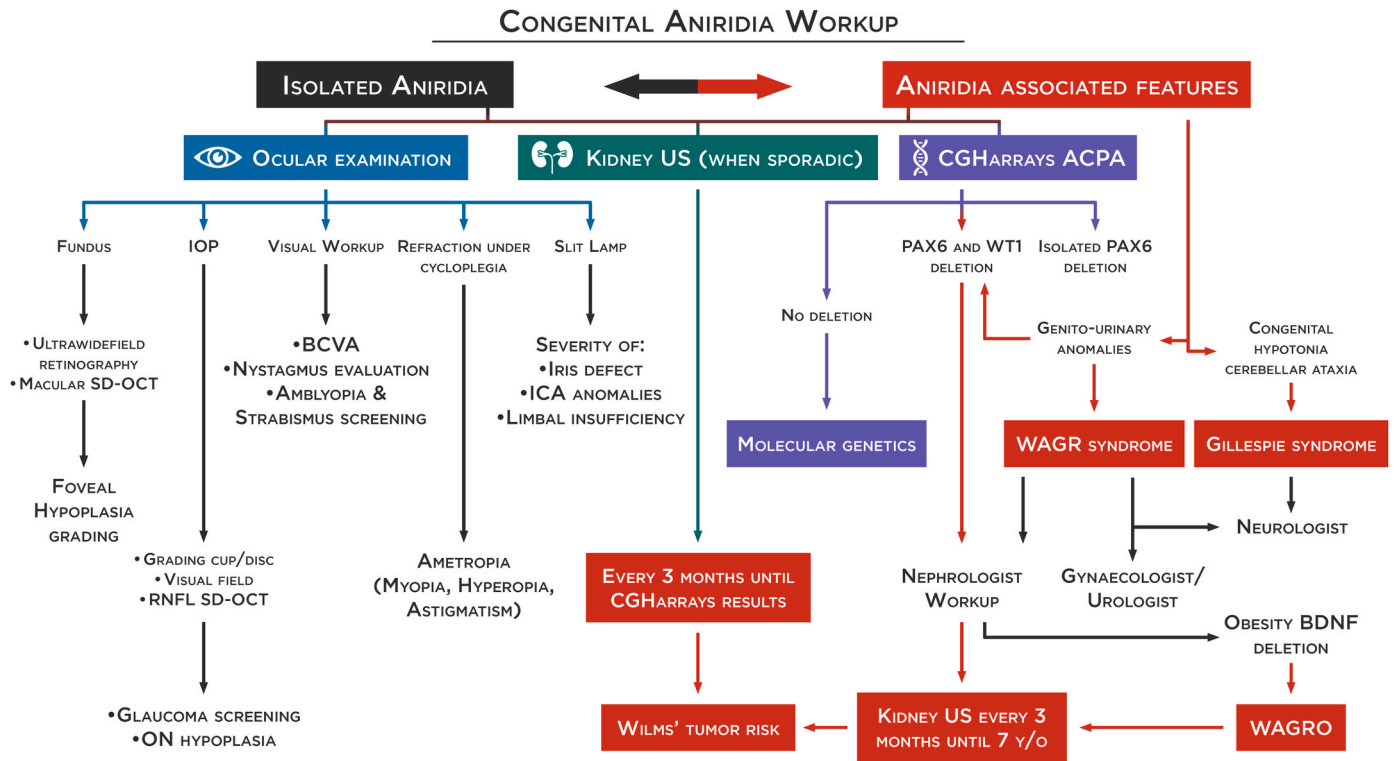 Congenital Aniridia Workup
Isolated Aniridia
Aniridia associated features
Ocular examination
Kidney US (when sporadic)
CGHarrays ACPA
Fundus
IOP
Visual Workup
Refraction under
cycloplegia
Slit Lamp
PAX6 and WT1
deletion
Isolated PAX6
deletion
No deletion
Genito-urinary
anomalies
Congenital
hypotonia
cerebellar ataxia
•Ultrawidefield
retinography
•Macular SD-OCT
•BCVA
•Nystagmus evaluation
•Amblyopia &
Strabismus screening
Severity of:
•Iris defect
•ICA anomalies
•Limbal insufficiency
Molecular genetics
WAGR syndrome
Gillespie syndrome
Foveal
Hypoplasia
grading
Neurologist
•Grading cup/disc
•Visual field
•RNFL SD-OCT
Ametropia
(Myopia, Hyperopia,
Astigmatism)
Every 3 months until
CGHarrays results
Nephrologist
Workup
Gynaecologist/
Urologist
Obesity BDNF
deletion
•Glaucoma screening
•ON hypoplasia
Wilms' tumor risk
Kidney US every 3
months until 7 y/o
WAGRO